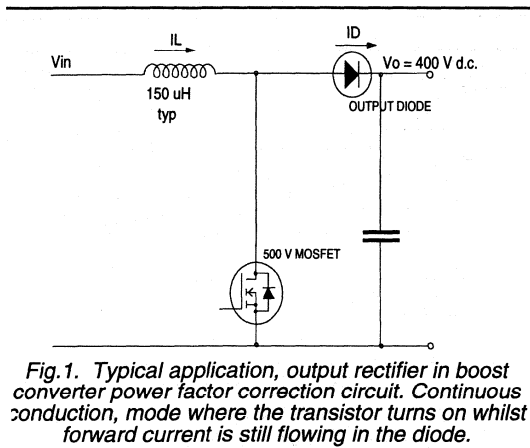 IL
ID
Vin
Vo = 400 V d.c.
150 uH
typ
OUTPUT DIODE
500 V MOSFET
Fig.1. Typical application, output rectifier in boost
converter power factor correction circuit. Continuous
conduction, mode where the transistor turns on whilst
forward current is still flowing in the diode.